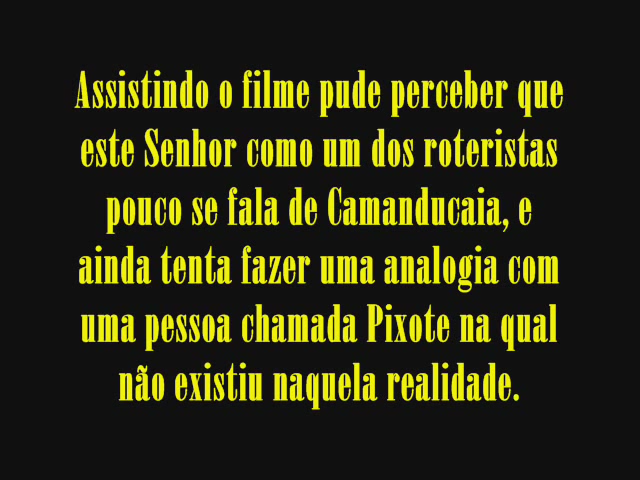 Assistindo o filme pude perceber que
este Senhor como um dos roteristas
pouco se fala de Camanducaia, e
ainda tenta fazer uma analogia com
uma pessoa chamada Pixote na qual
não existiu naquela realidade.